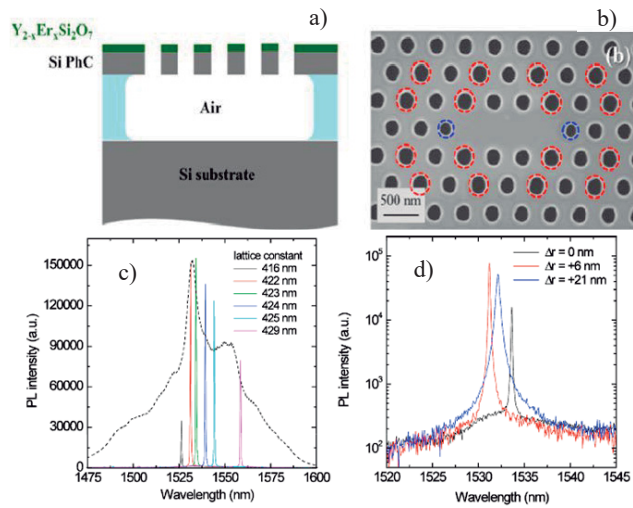 a)
Y2-xErxSi2O7
Si PhC
Air
Si substrate
b)
(b)
500 nm
c)
lattice constant
416 nm
422 nm
423 nm
424 nm
425 nm
429 nm
PL intensity (a.u.)
150000
120000
90000
60000
30000
0
1475 1500 1525 1550 1575 1600
Wavelength (nm)
d)
Δr = 0 nm
Δr = +6 nm
Δr = +21 nm
PL intensity (a.u.)
10^5
10^4
10^3
10^2
1520 1525 1530 1535 1540 1545
Wavelength (nm)